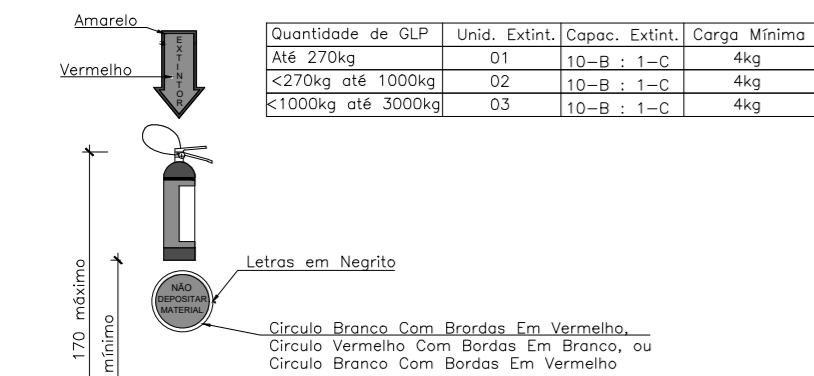 Amarelo
Vermelho
EXTINTOR
Quantidade de GLP Unid. Extint. Capac. Extint. Carga Mínima
Até 270kg 01 10-B : 1-C 4kg
<270kg até 1000kg 02 10-B : 1-C 4kg
<1000kg até 3000kg 03 10-B : 1-C 4kg
170 máximo
mínimo
Letras em Negrito
NÃO
DEPOSITAR
MATERIAL
Circulo Branco Com Brordas Em Vermelho,
Circulo Vermelho Com Bordas Em Branco, ou
Circulo Branco Com Bordas Em Vermelho